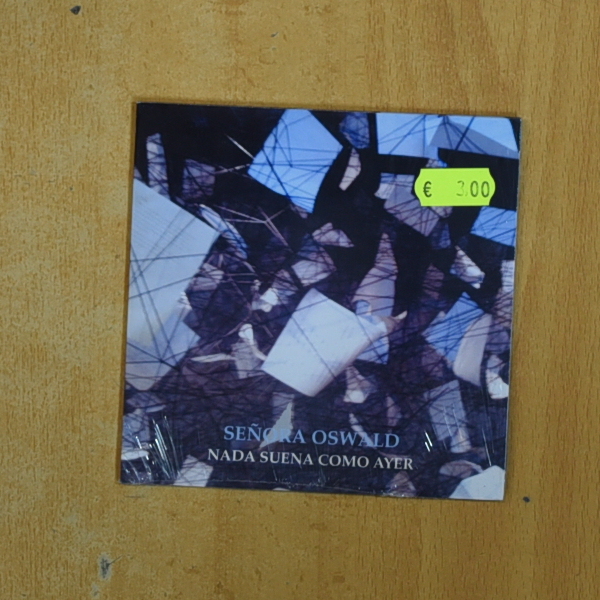 € 3,00
SEÑORA OSWALD
NADA SUENA COMO AYER